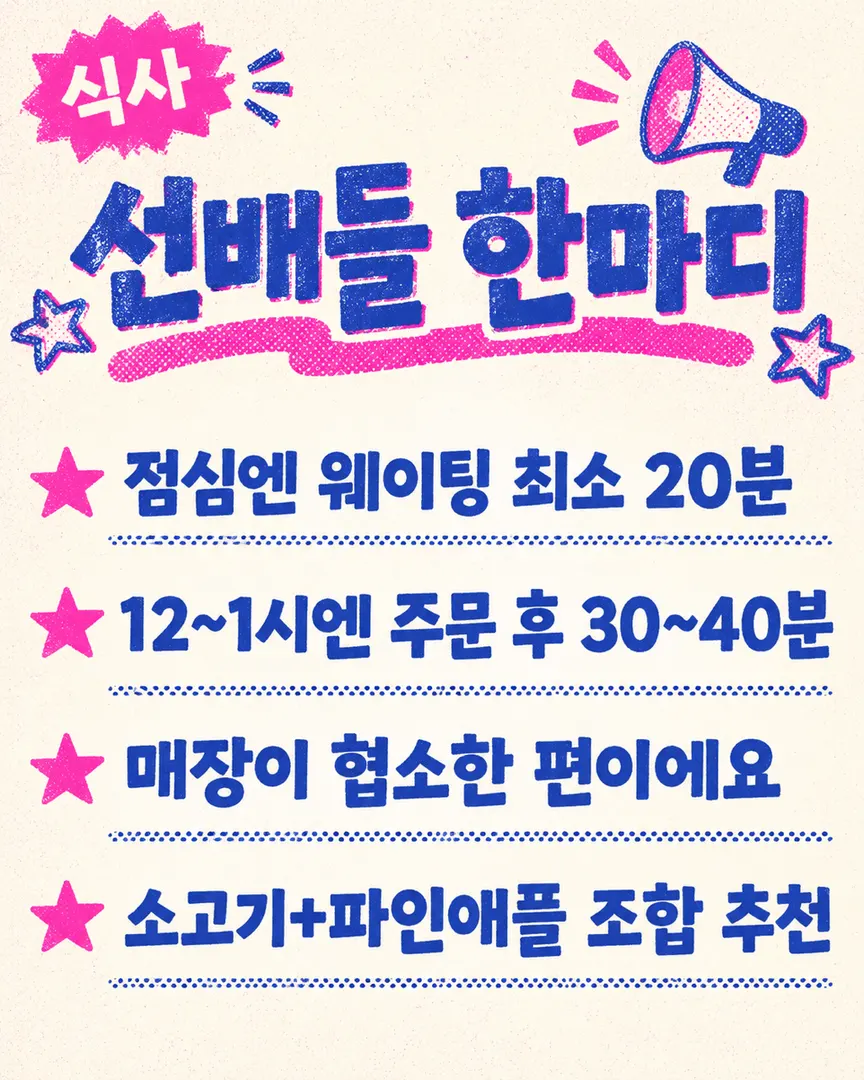 식사
선배들 한마디
점심엔 웨이팅 최소 20분
12~1시엔 주문 후 30~40분
매장이 협소한 편이에요
소고기+파인애플 조합 추천